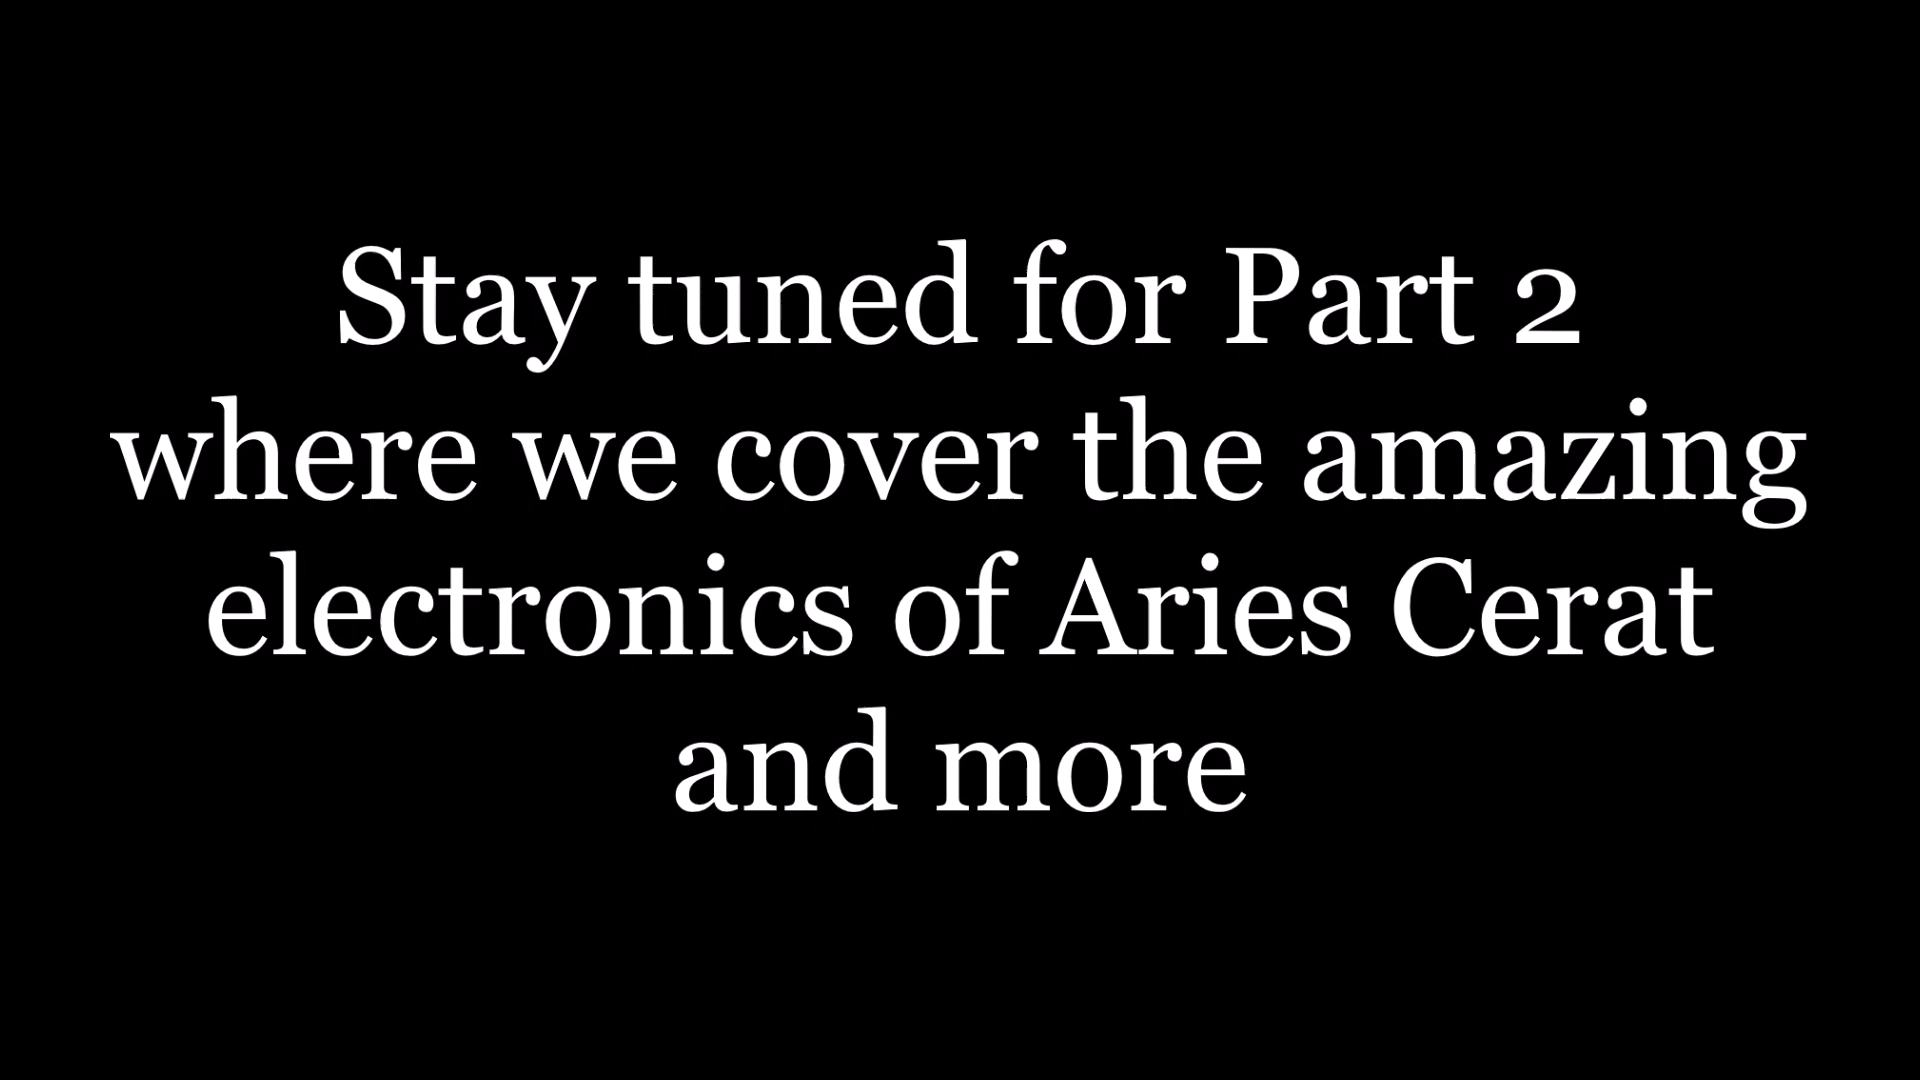 Stay tuned for Part 2
where we cover the amazing
electronics of Aries Cerat
and more